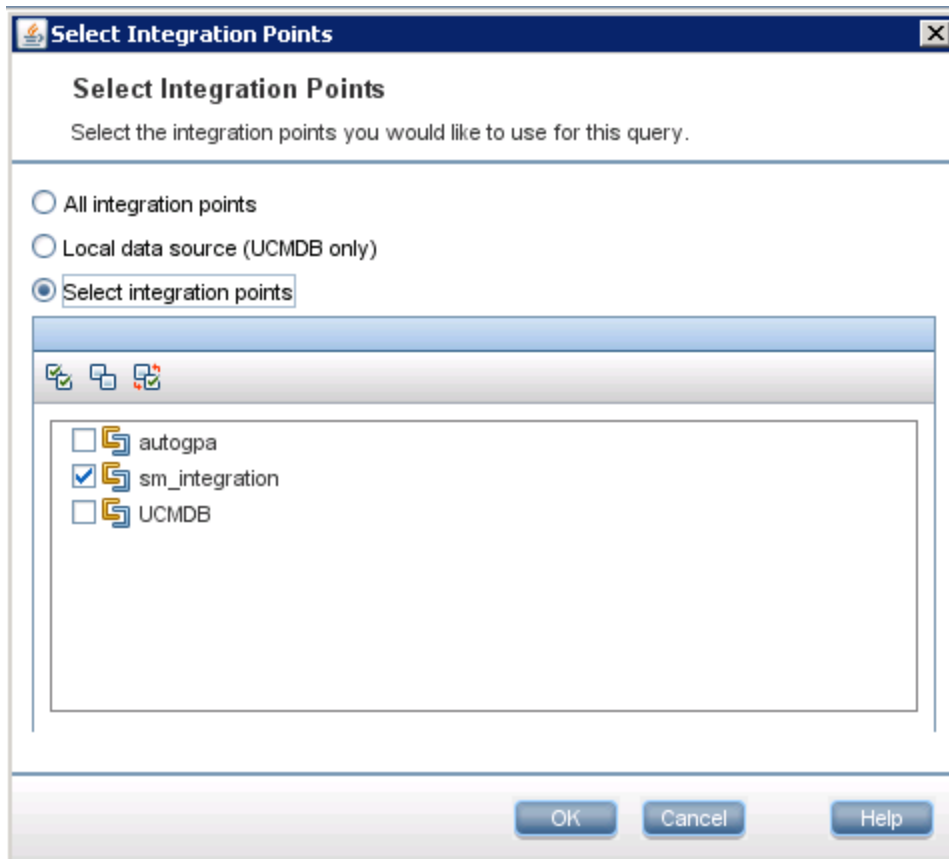 Select Integration Points
Select Integration Points
Select the integration points you would like to use for this query.
All integration points
Local data source (UCMDB only)
Select integration points
autogpa
sm_integration
UCMDB
OK Cancel Help